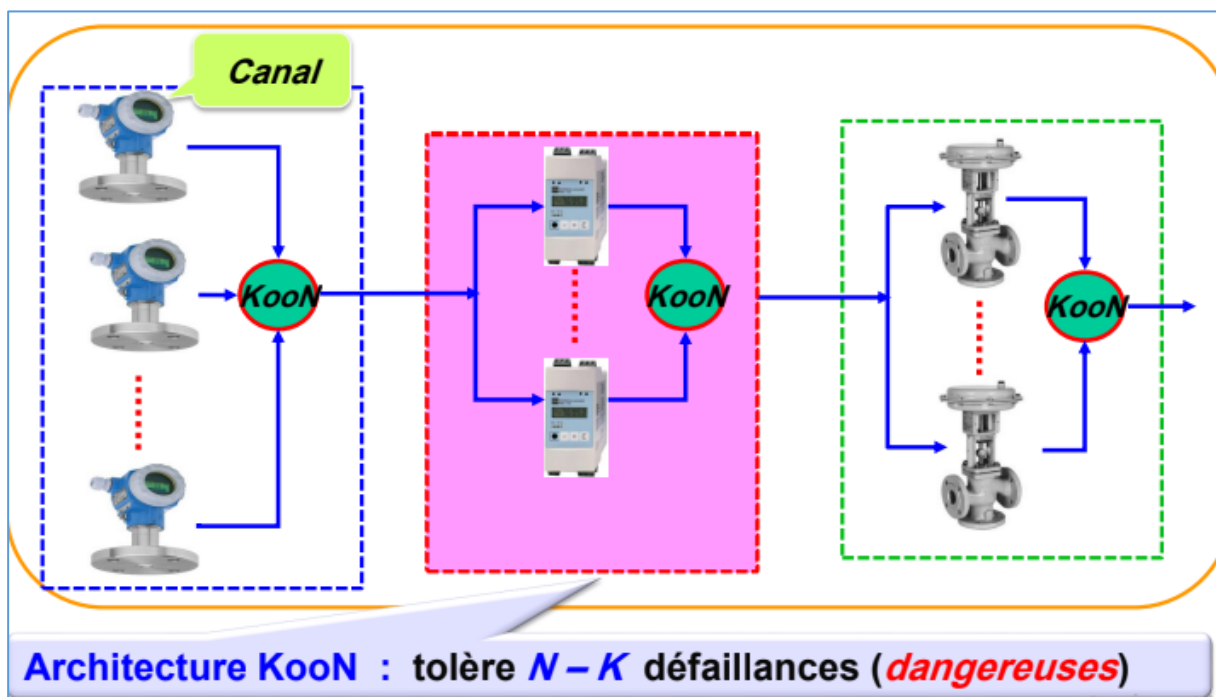 Canal
KooN
KooN
KooN
Architecture KooN : tolère N – K défaillances (dangereuses)